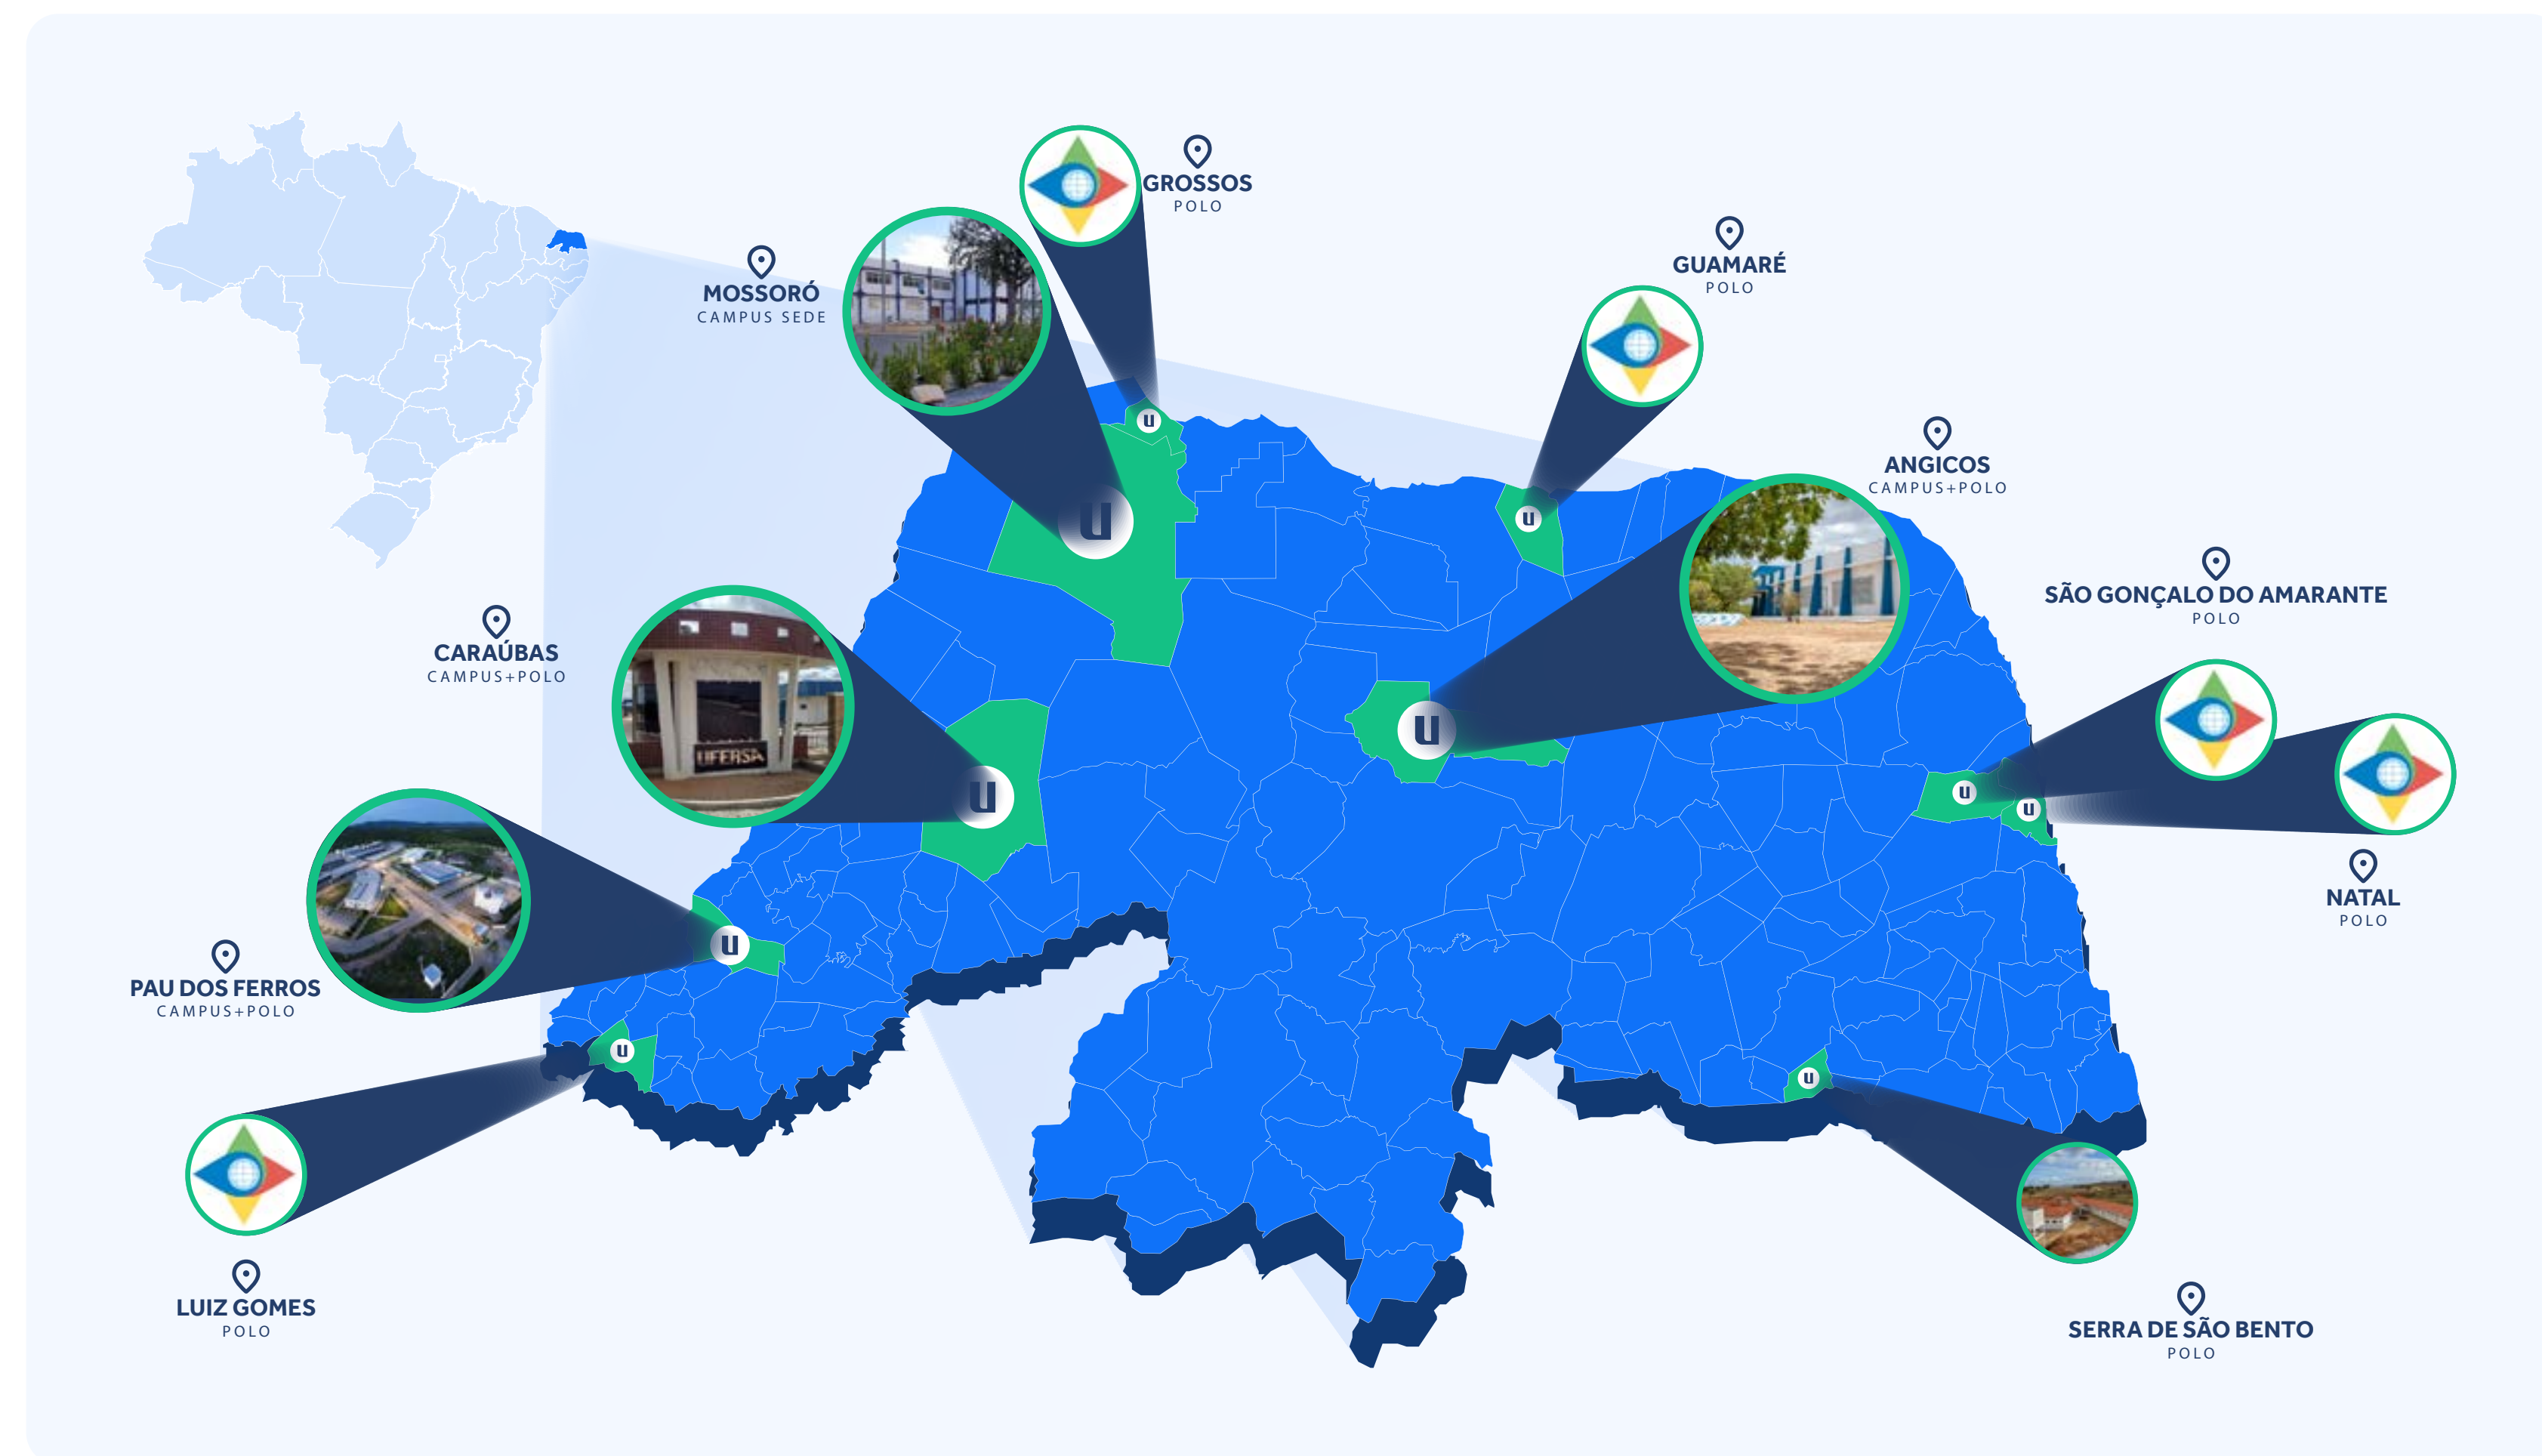 GROSSOS
POLO
MOSSORÓ
CAMPUS SEDE
GUAMARÉ
POLO
ANGICOS
CAMPUS+POLO
SÃO GONÇALO DO AMARANTE
POLO
CARAÚBAS
CAMPUS+POLO
UFERSA
NATAL
POLO
PAU DOS FERROS
CAMPUS+POLO
LUIZ GOMES
POLO
SERRA DE SÃO BENTO
POLO
u
u
u
u
u
u
u
u
u
u